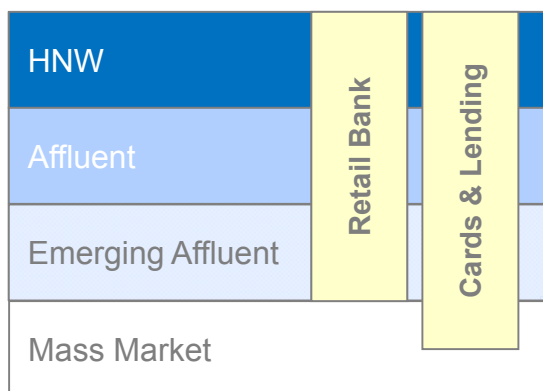 HNW
Affluent
Emerging Affluent
Mass Market
Retail Bank
Cards & Lending